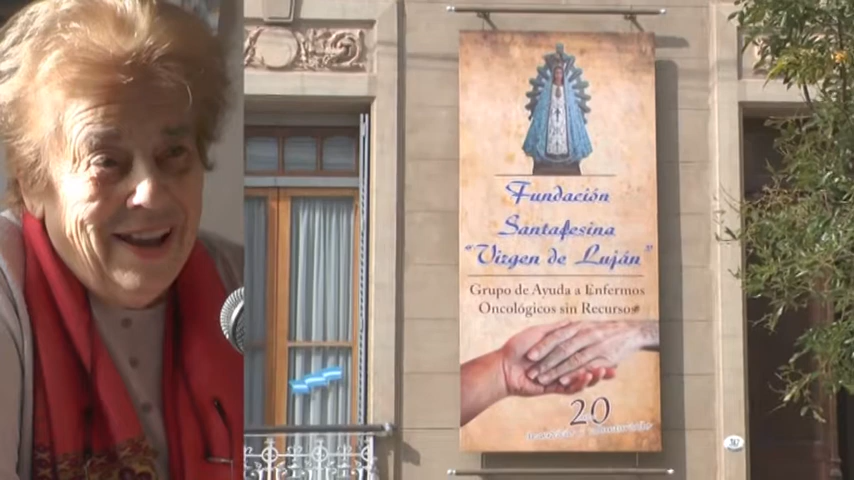 Fundación
Santafesina
"Virgen de Luján"
Grupo de Ayuda a Enfermos
Oncológicos sin Recursos
20